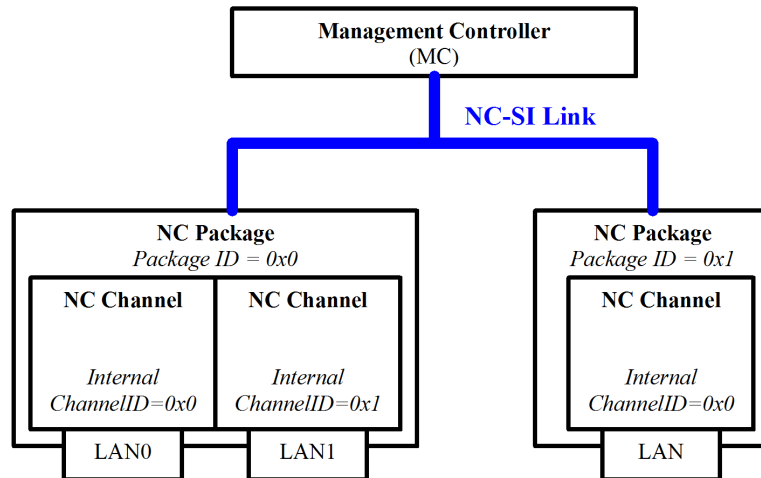 Management Controller
(MC)
NC-SI Link
NC Package
Package ID = 0x0
NC Channel
Internal
ChannelID=0x0
NC Channel
Internal
ChannelID=0x1
LAN0
LAN1
NC Package
Package ID = 0x1
NC Channel
Internal
ChannelID=0x0
LAN